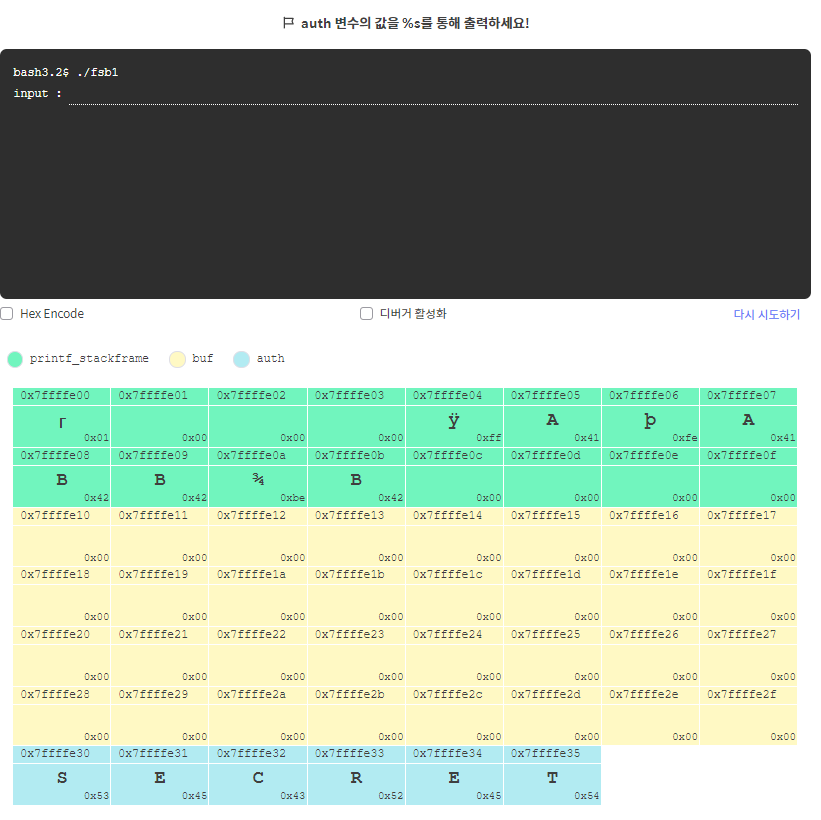 auth 변수의 값을 %s를 통해 출력하세요!
bash3.2$ ./fsb1
input :
Hex Encode 디버거 활성화 다시 시도하기
printf_stackframe buf auth
0x7ffffe00 0x7ffffe01 0x7ffffe02 0x7ffffe03 0x7ffffe04 0x7ffffe05 0x7ffffe06 0x7ffffe07
ÿ A þ A
0x01 0x00 0x00 0x00 0xff 0x41 0xfe 0x41
0x7ffffe08 0x7ffffe09 0x7ffffe0a 0x7ffffe0b 0x7ffffe0c 0x7ffffe0d 0x7ffffe0e 0x7ffffe0f
B B ¾ B
0x42 0x42 0xbe 0x42 0x00 0x00 0x00 0x00
0x7ffffe10 0x7ffffe11 0x7ffffe12 0x7ffffe13 0x7ffffe14 0x7ffffe15 0x7ffffe16 0x7ffffe17
0x00 0x00 0x00 0x00 0x00 0x00 0x00 0x00
0x7ffffe18 0x7ffffe19 0x7ffffe1a 0x7ffffe1b 0x7ffffe1c 0x7ffffe1d 0x7ffffe1e 0x7ffffe1f
0x00 0x00 0x00 0x00 0x00 0x00 0x00 0x00
0x7ffffe20 0x7ffffe21 0x7ffffe22 0x7ffffe23 0x7ffffe24 0x7ffffe25 0x7ffffe26 0x7ffffe27
0x00 0x00 0x00 0x00 0x00 0x00 0x00 0x00
0x7ffffe28 0x7ffffe29 0x7ffffe2a 0x7ffffe2b 0x7ffffe2c 0x7ffffe2d 0x7ffffe2e 0x7ffffe2f
0x00 0x00 0x00 0x00 0x00 0x00 0x00 0x00
0x7ffffe30 0x7ffffe31 0x7ffffe32 0x7ffffe33 0x7ffffe34 0x7ffffe35
S E C R E T
0x53 0x45 0x43 0x52 0x45 0x54